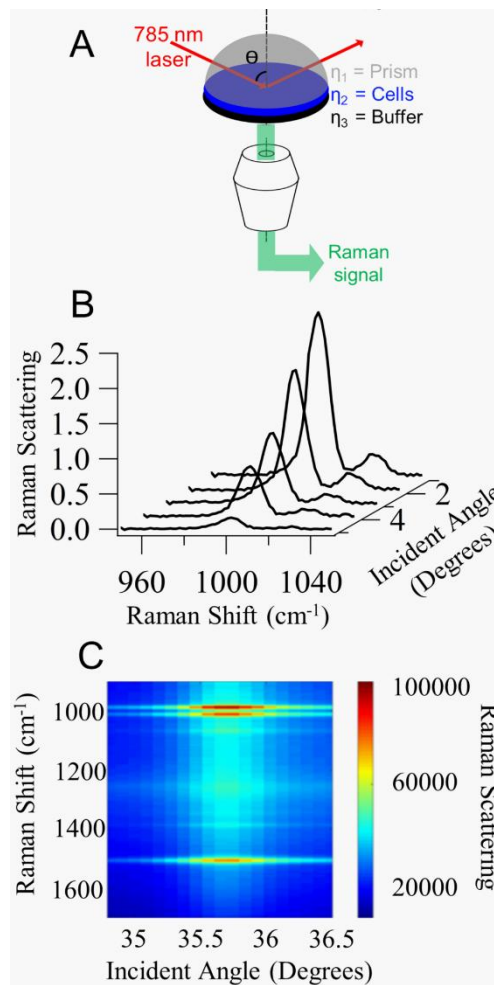 A
785 nm
laser
Θ
η₁ = Prism
η₂ = Cells
η₃ = Buffer
Raman
signal
B
Raman Scattering
2.5
2.0
1.5
1.0
0.5
0.0
960 1000 1040
Raman Shift (cm⁻¹)
2
4
Incident Angle
(Degrees)
C
Raman Shift (cm⁻¹)
1000
1200
1400
1600
35 35.5 36 36.5
Incident Angle (Degrees)
100000
60000
20000
Raman Scattering